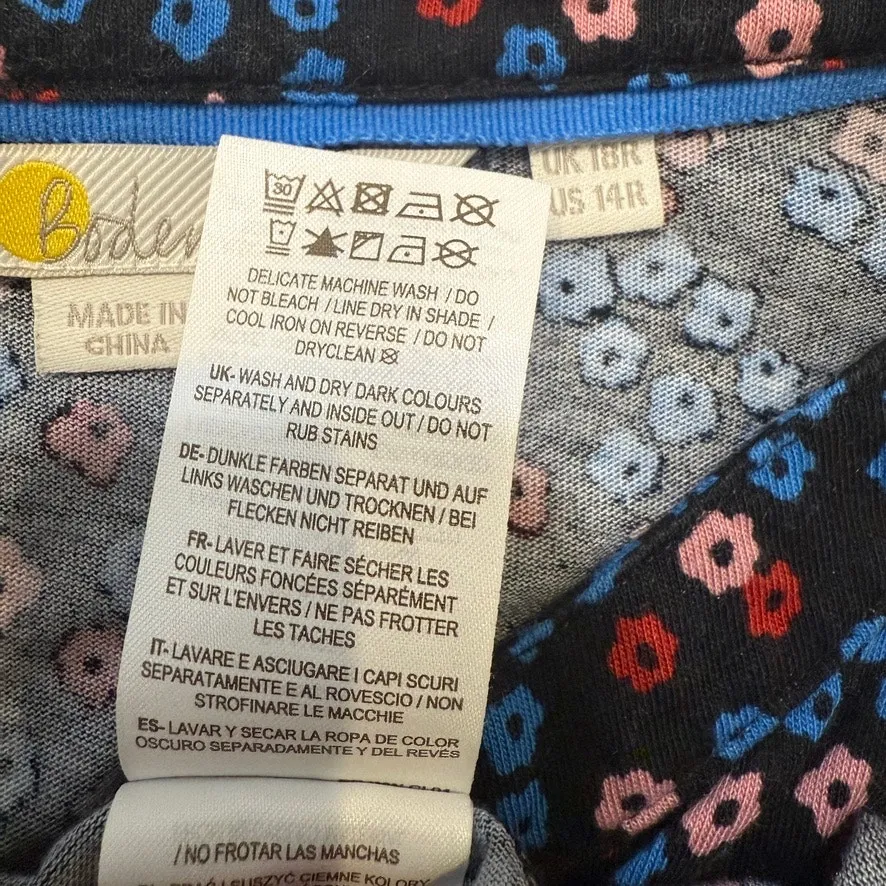 Boden
UK 18R
US 14R
MADE IN
CHINA
30
DELICATE MACHINE WASH / DO
NOT BLEACH / LINE DRY IN SHADE /
COOL IRON ON REVERSE / DO NOT
DRYCLEAN
UK- WASH AND DRY DARK COLOURS
SEPARATELY AND INSIDE OUT / DO NOT
RUB STAINS
DE- DUNKLE FARBEN SEPARAT UND AUF
LINKS WASCHEN UND TROCKNEN / BEI
FLECKEN NICHT REIBEN
FR- LAVER ET FAIRE SÉCHER LES
COULEURS FONCÉES SÉPARÉMENT
ET SUR L'ENVERS / NE PAS FROTTER
LES TACHES
IT- LAVARE E ASCIUGARE I CAPI SCURI
SEPARATAMENTE E AL ROVESCIO / NON
STROFINARE LE MACCHIE
ES- LAVAR Y SECAR LA ROPA DE COLOR
OSCURO SEPARADAMENTE Y DEL REVÉS
/ NO FROTAR LAS MANCHAS
SUSZYĆ CIEMNE KOLORY